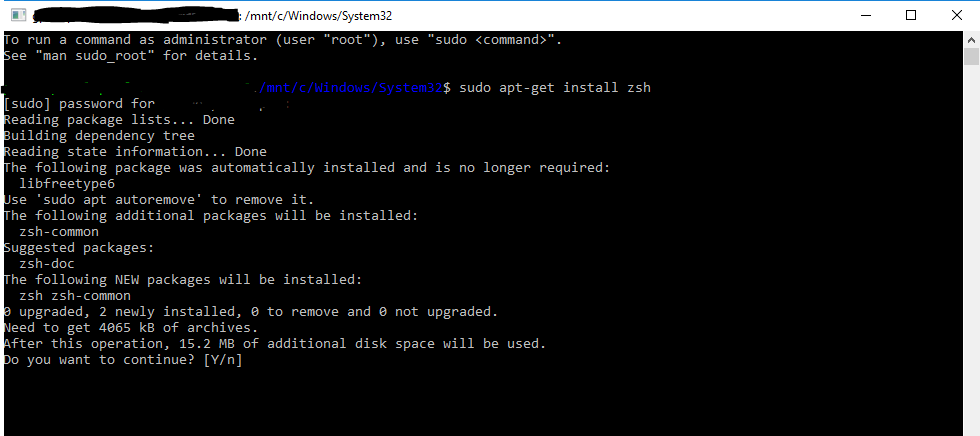 : /mnt/c/Windows/System32
To run a command as administrator (user "root"), use "sudo <command>".
See "man sudo_root" for details.
/mnt/c/Windows/System32$ sudo apt-get install zsh
[sudo] password for
Reading package lists... Done
Building dependency tree
Reading state information... Done
The following package was automatically installed and is no longer required:
  libfreetype6
Use 'sudo apt autoremove' to remove it.
The following additional packages will be installed:
  zsh-common
Suggested packages:
  zsh-doc
The following NEW packages will be installed:
  zsh zsh-common
0 upgraded, 2 newly installed, 0 to remove and 0 not upgraded.
Need to get 4065 kB of archives.
After this operation, 15.2 MB of additional disk space will be used.
Do you want to continue? [Y/n]